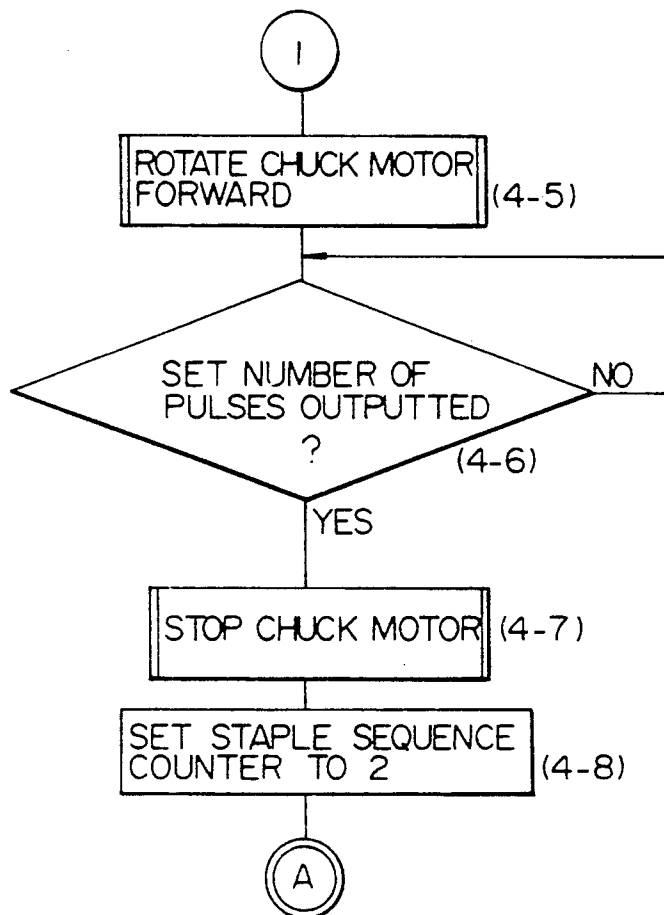 1
ROTATE CHUCK MOTOR
FORWARD
(4-5)
SET NUMBER OF
PULSES OUTPUTTED
?
NO
(4-6)
YES
STOP CHUCK MOTOR
(4-7)
SET STAPLE SEQUENCE
COUNTER TO 2
(4-8)
A